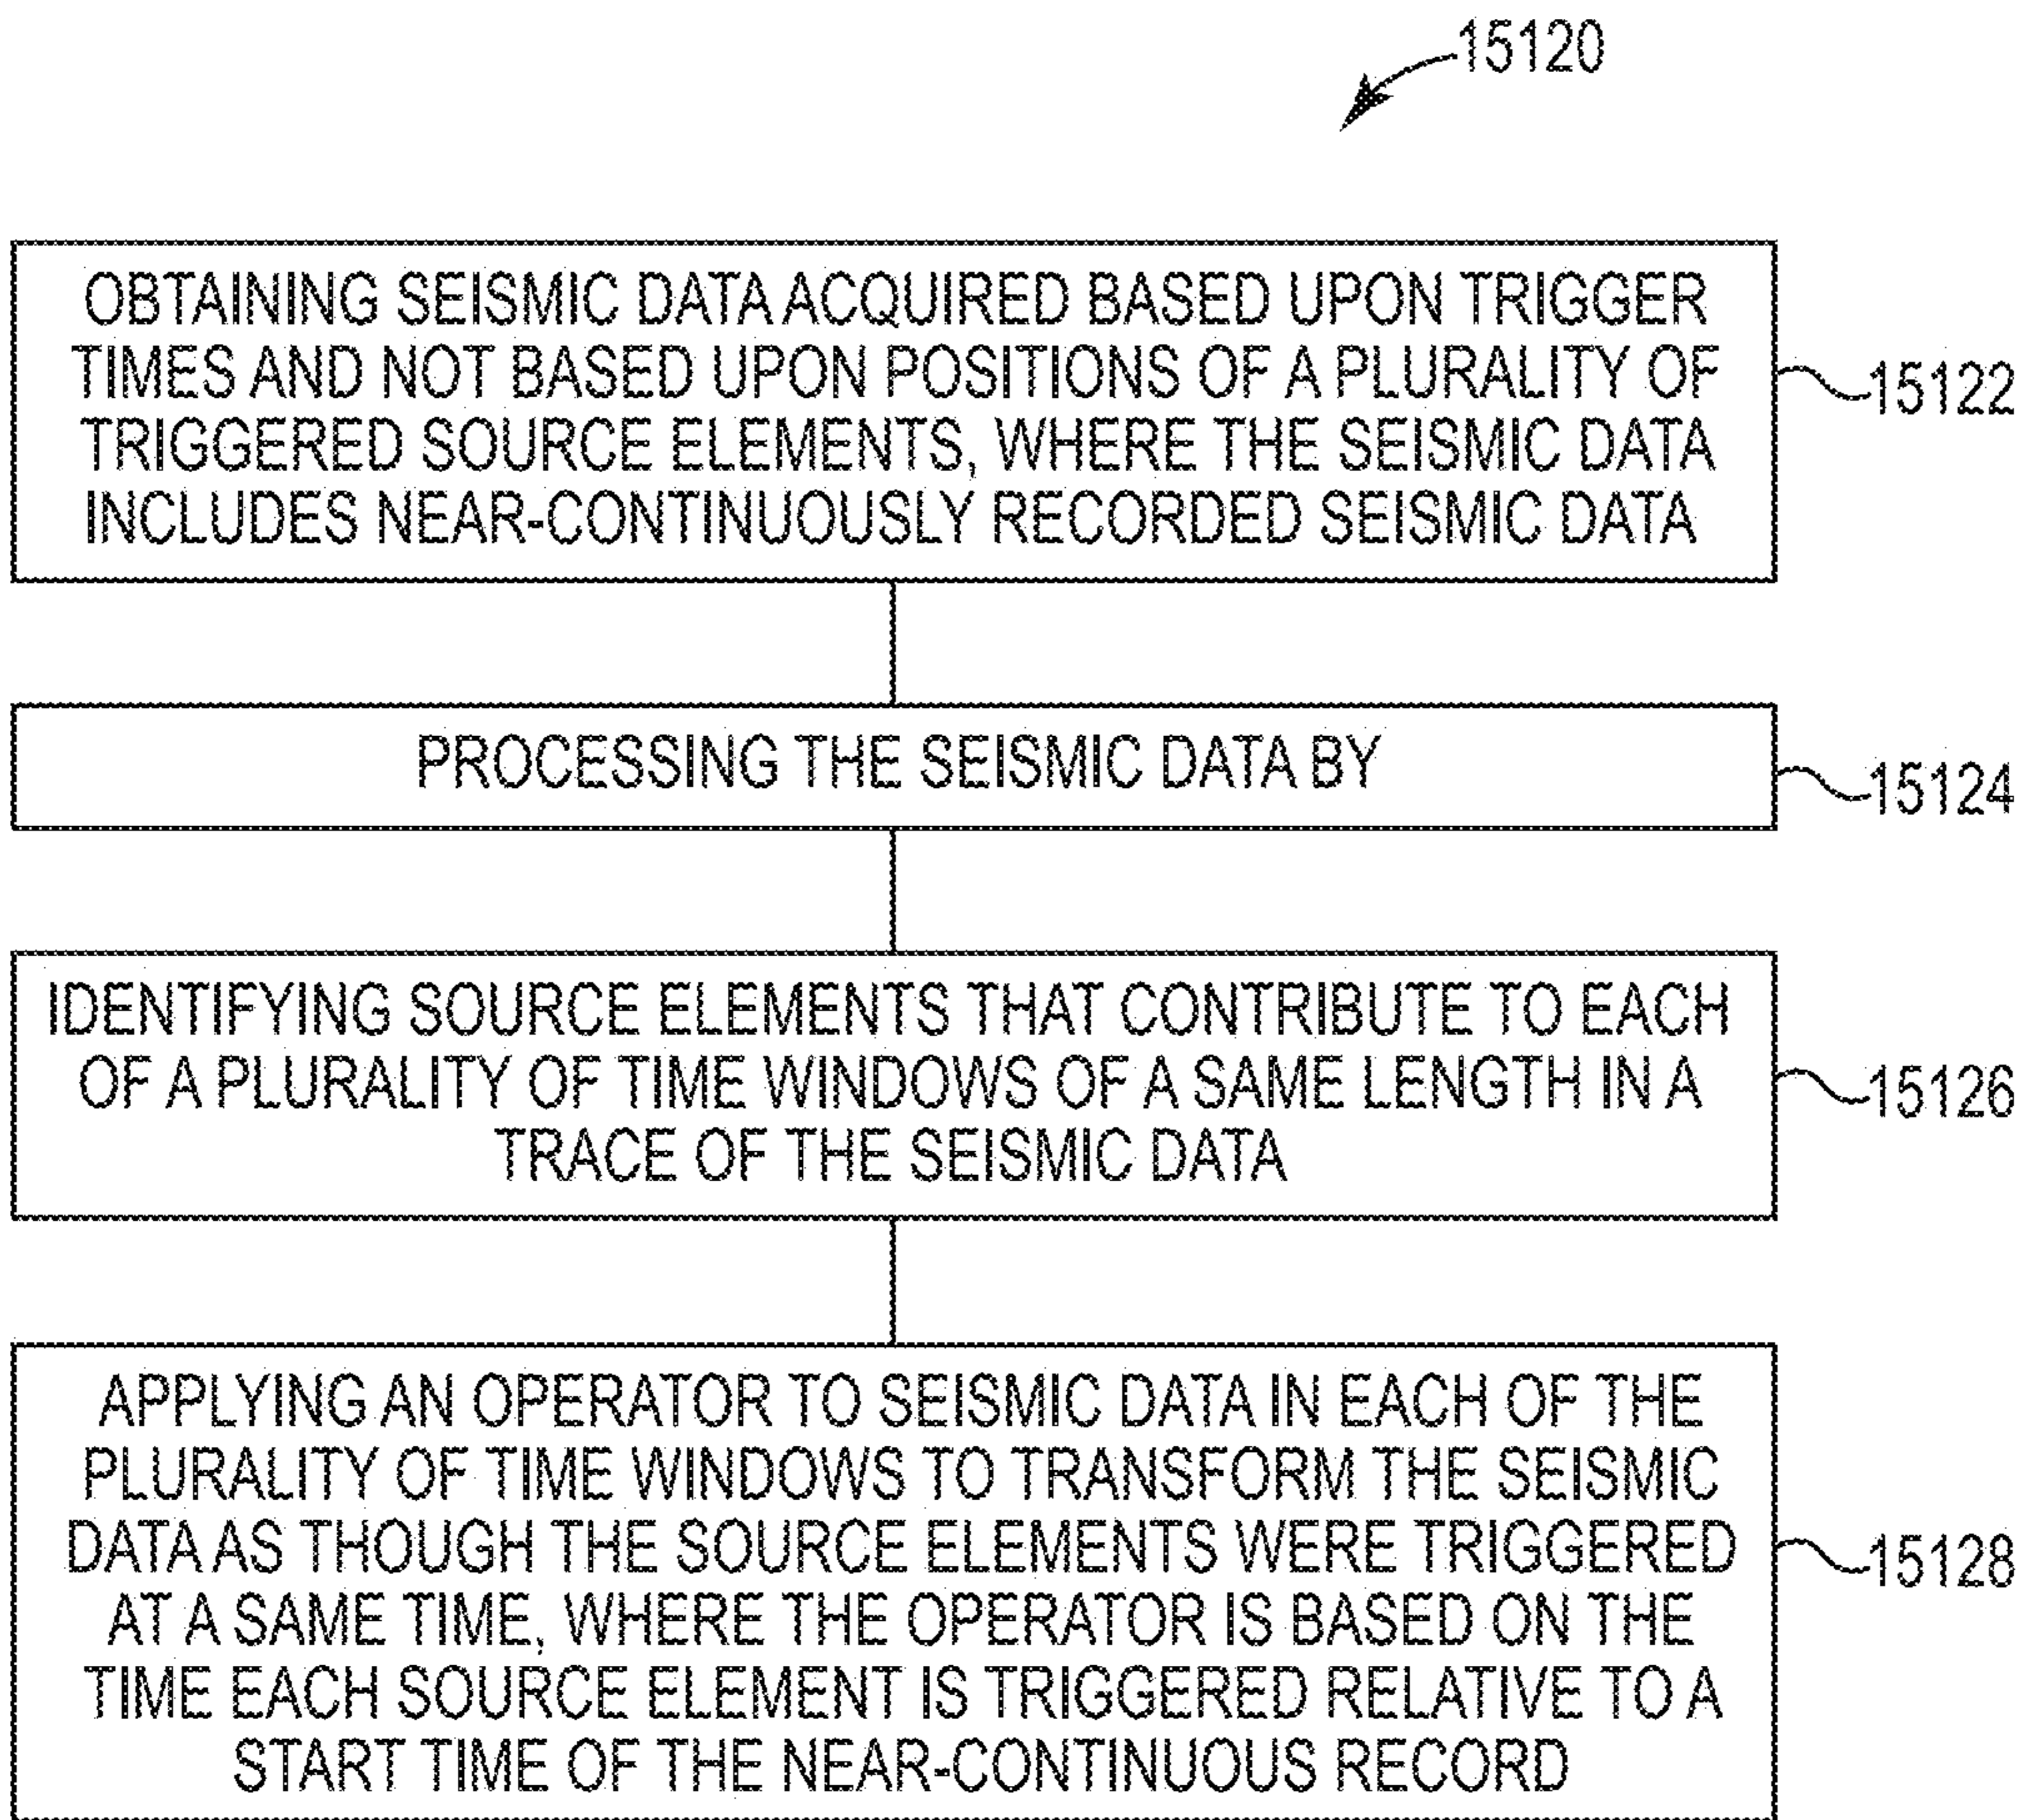 15120
OBTAINING SEISMIC DATA ACQUIRED BASED UPON TRIGGER
TIMES AND NOT BASED UPON POSITIONS OF A PLURALITY OF
TRIGGERED SOURCE ELEMENTS, WHERE THE SEISMIC DATA
INCLUDES NEAR-CONTINUOUSLY RECORDED SEISMIC DATA
15122
PROCESSING THE SEISMIC DATA BY
15124
IDENTIFYING SOURCE ELEMENTS THAT CONTRIBUTE TO EACH
OF A PLURALITY OF TIME WINDOWS OF A SAME LENGTH IN A
TRACE OF THE SEISMIC DATA
15126
APPLYING AN OPERATOR TO SEISMIC DATA IN EACH OF THE
PLURALITY OF TIME WINDOWS TO TRANSFORM THE SEISMIC
DATA AS THOUGH THE SOURCE ELEMENTS WERE TRIGGERED
AT A SAME TIME, WHERE THE OPERATOR IS BASED ON THE
TIME EACH SOURCE ELEMENT IS TRIGGERED RELATIVE TO A
START TIME OF THE NEAR-CONTINUOUS RECORD
15128